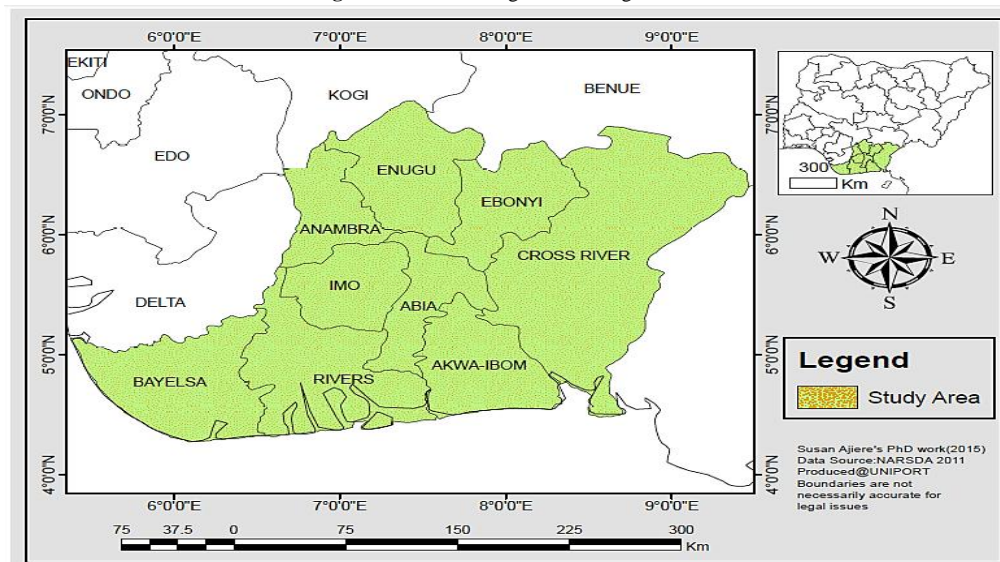 6°0'0"E 7°0'0"E 8°0'0"E 9°0'0"E
EKITI
ONDO
KOGI
BENUE
7°0'0"N
7°0'0"N
EDO
ENUGU
EBONYI
ANAMBRA
6°0'0"N
6°0'0"N
CROSS RIVER
IMO
DELTA
ABIA
5°0'0"N
5°0'0"N
AKWA-IBOM
BAYELSA
RIVERS
4°0'0"N
4°0'0"N
6°0'0"E 7°0'0"E 8°0'0"E 9°0'0"E
75 37.5 0 75 150 225 300
Km
300
Km
N
W E
S
Legend
Study Area
Susan Ajiere's PhD work(2015)
Data Source:NARSDA 2011
Produced@UNIPORT
Boundaries are not
necessarily accurate for
legal issues